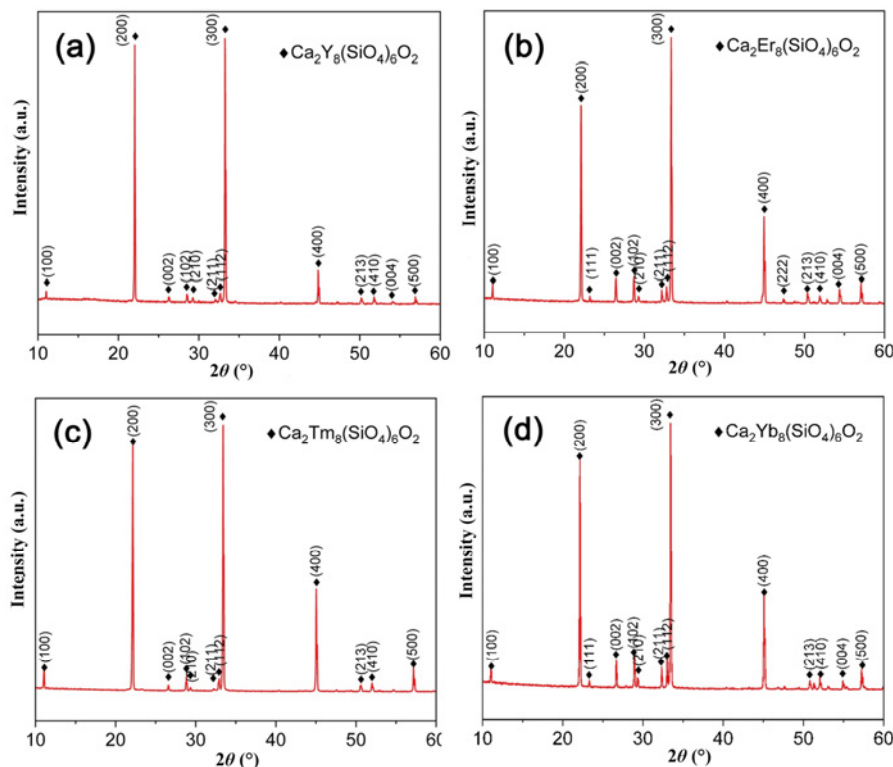 (a)
Ca2Y8(SiO4)6O2
(100)
(200)
(002)
(102)
(210)
(211)
(112)
(300)
(400)
(213)
(410)
(004)
(500)
Intensity (a.u.)
10 20 30 40 50 60
2θ (°)
(b)
Ca2Er8(SiO4)6O2
(100)
(200)
(111)
(002)
(102)
(210)
(211)
(112)
(300)
(400)
(222)
(213)
(410)
(004)
(500)
Intensity (a.u.)
10 20 30 40 50 60
2θ (°)
(c)
Ca2Tm8(SiO4)6O2
(100)
(200)
(002)
(102)
(210)
(211)
(112)
(300)
(400)
(213)
(410)
(500)
Intensity (a.u.)
10 20 30 40 50 60
2θ (°)
(d)
Ca2Yb8(SiO4)6O2
(100)
(200)
(111)
(002)
(102)
(210)
(211)
(112)
(300)
(400)
(213)
(410)
(004)
(500)
Intensity (a.u.)
10 20 30 40 50 60
2θ (°)